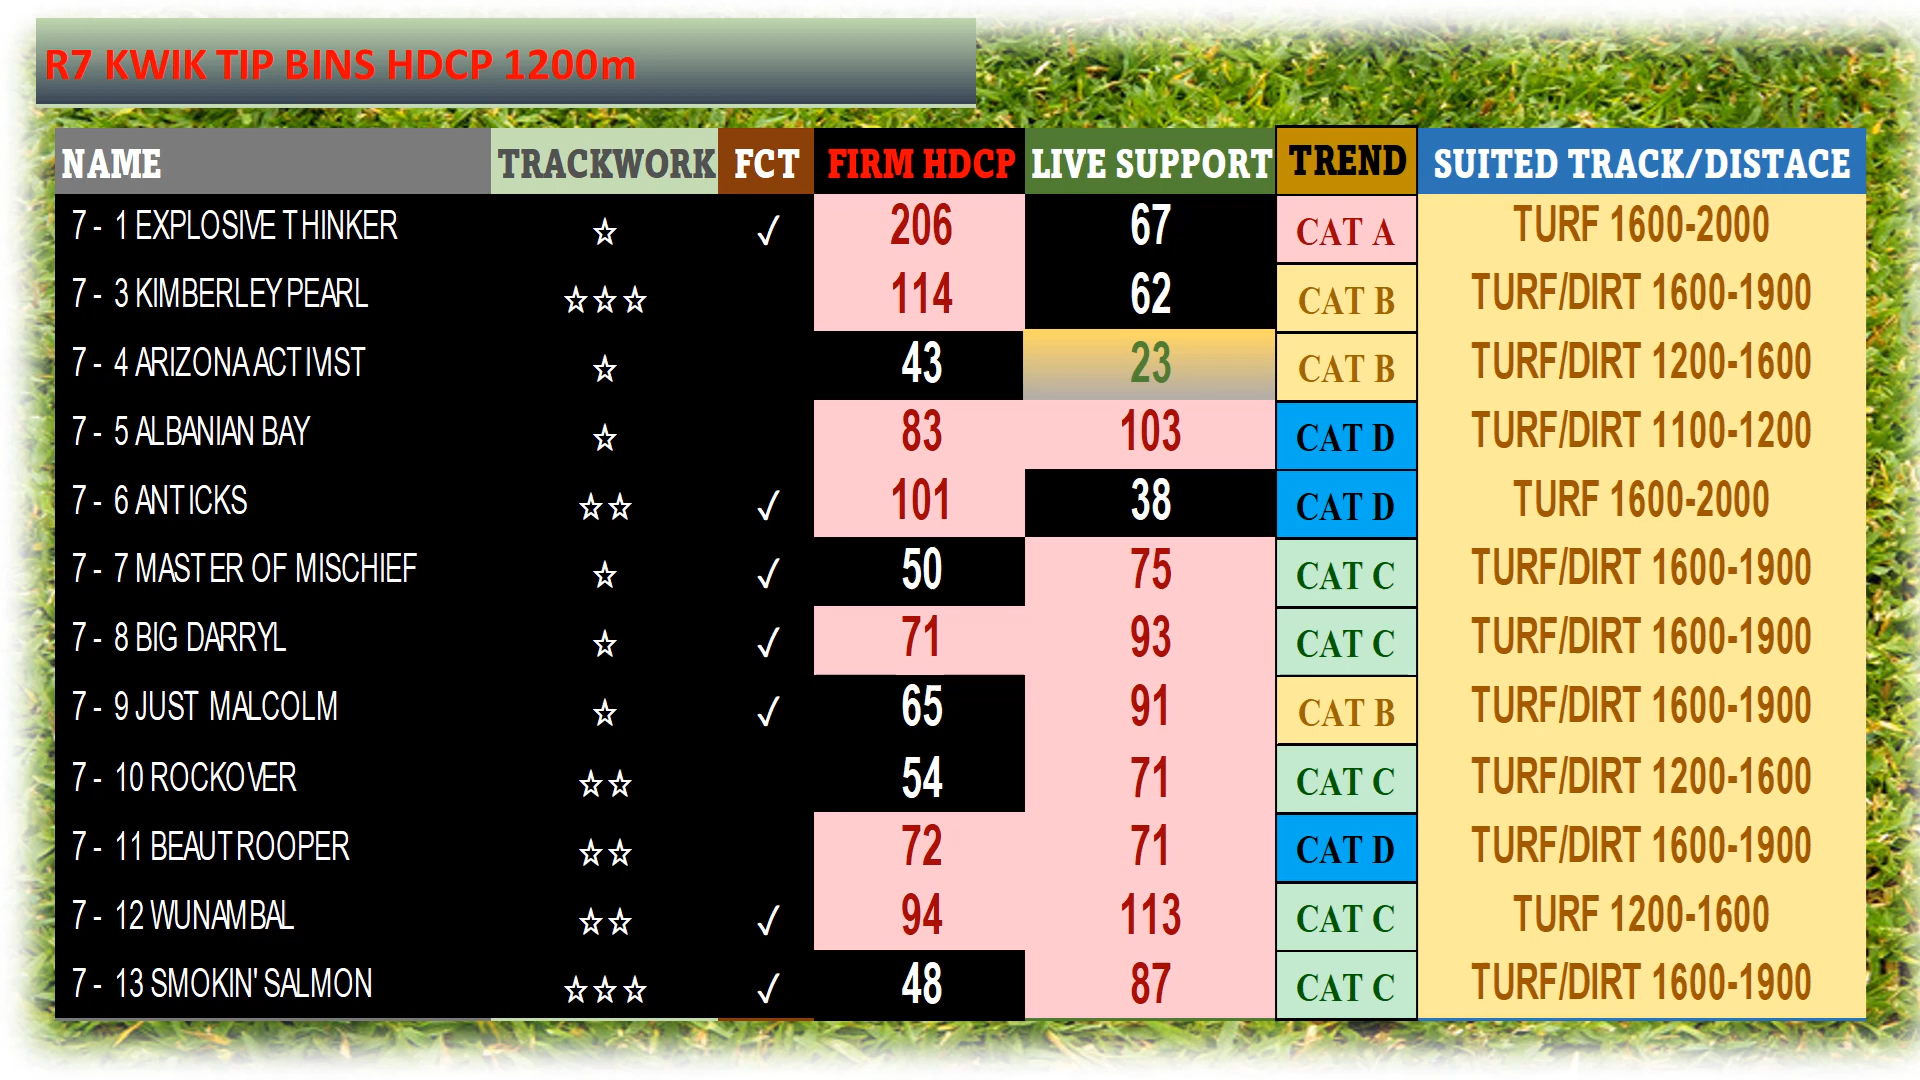 R7 KWIK TIP BINS HDCP 1200m
NAME TRACKWORK FCT FIRM HDCP LIVE SUPPORT TREND SUITED TRACK/DISTACE
7 - 1 EXPLOSIVE THINKER ☆ ✓ 206 67 CAT A TURF 1600-2000
7 - 3 KIMBERLEY PEARL ☆☆☆ 114 62 CAT B TURF/DIRT 1600-1900
7 - 4 ARIZONA ACTIVIST ☆ 43 23 CAT B TURF/DIRT 1200-1600
7 - 5 ALBANIAN BAY ☆ 83 103 CAT D TURF/DIRT 1100-1200
7 - 6 ANTICKS ☆☆ ✓ 101 38 CAT D TURF 1600-2000
7 - 7 MASTER OF MISCHIEF ☆ ✓ 50 75 CAT C TURF/DIRT 1600-1900
7 - 8 BIG DARRYL ☆ ✓ 71 93 CAT C TURF/DIRT 1600-1900
7 - 9 JUST MALCOLM ☆ ✓ 65 91 CAT B TURF/DIRT 1600-1900
7 - 10 ROCKOVER ☆☆ 54 71 CAT C TURF/DIRT 1200-1600
7 - 11 BEAUT ROOPER ☆☆ 72 71 CAT D TURF/DIRT 1600-1900
7 - 12 WUNAMBAL ☆☆ ✓ 94 113 CAT C TURF 1200-1600
7 - 13 SMOKIN' SALMON ☆☆☆ ✓ 48 87 CAT C TURF/DIRT 1600-1900